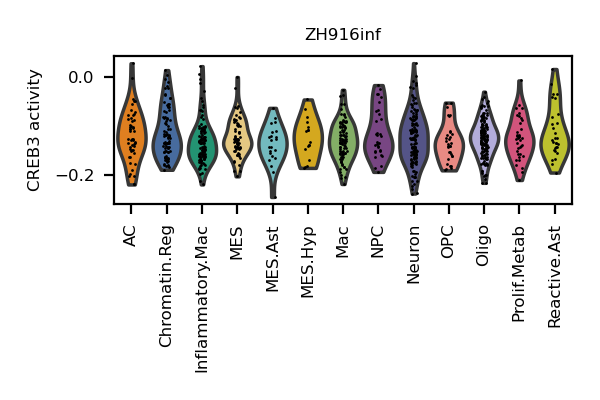 ZH916inf
CREB3 activity
0.0
−0.2
AC
Chromatin.Reg
Inflammatory.Mac
MES
MES.Ast
MES.Hyp
Mac
NPC
Neuron
OPC
Oligo
Prolif.Metab
Reactive.Ast